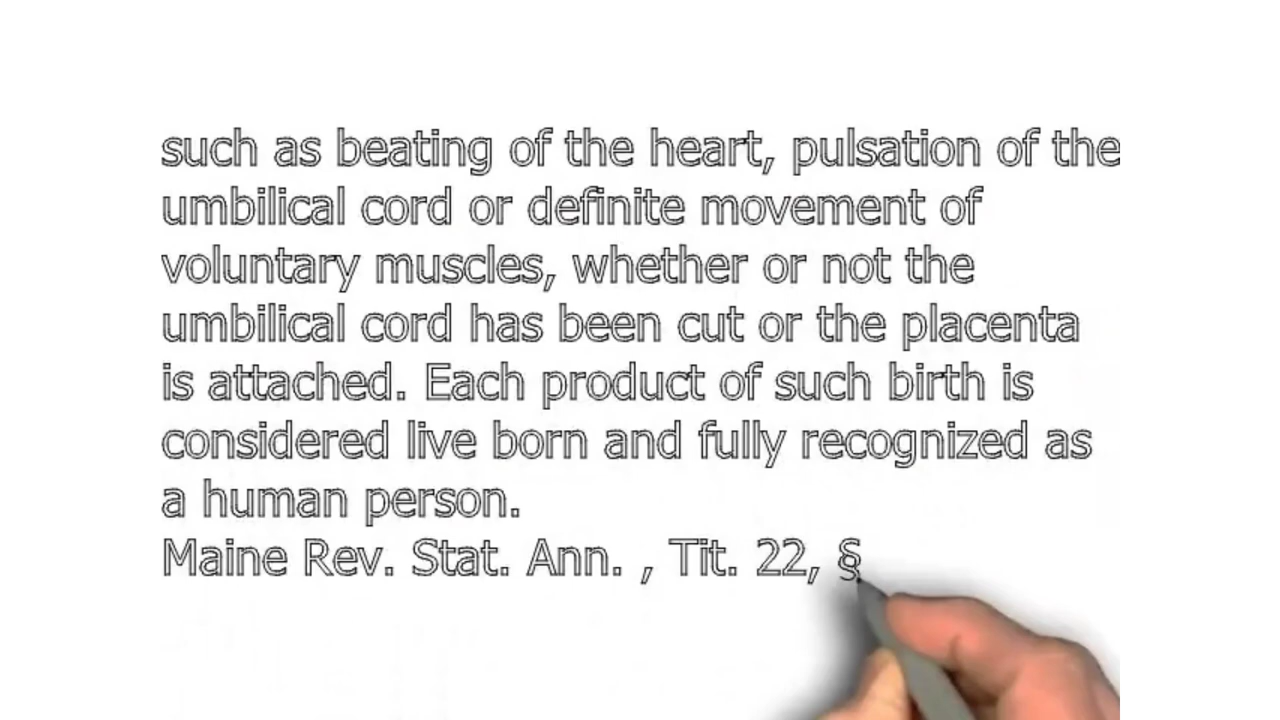 such as beating of the heart, pulsation of the
umbilical cord or definite movement of
voluntary muscles, whether or not the
umbilical cord has been cut or the placenta
is attached. Each product of such birth is
considered live born and fully recognized as
a human person.
Maine Rev. Stat. Ann. , Tit. 22, §